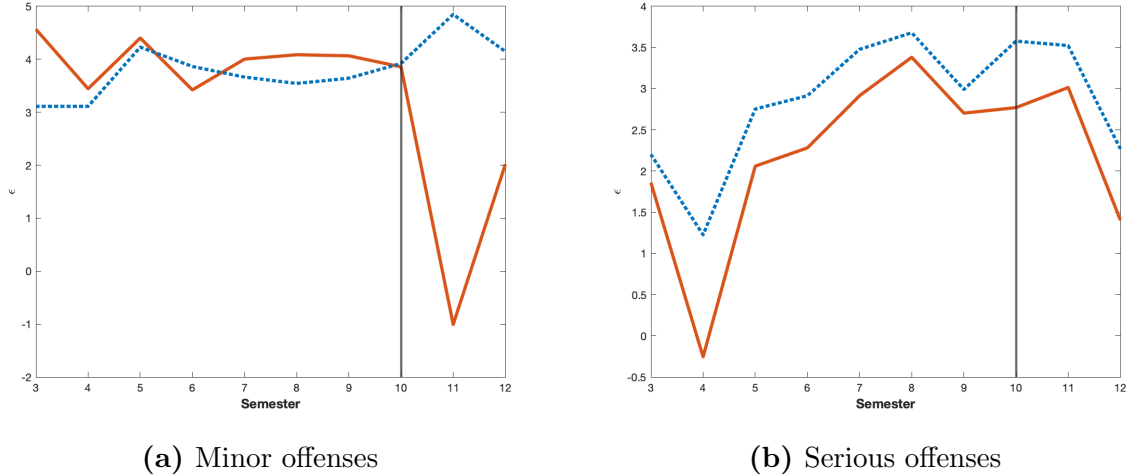 5
4
3
2
1
0
-1
-2
ϵ
3 4 5 6 7 8 9 10 11 12
Semester
(a) Minor offenses
4
3.5
3
2.5
2
1.5
1
0.5
0
-0.5
ϵ
3 4 5 6 7 8 9 10 11 12
Semester
(b) Serious offenses